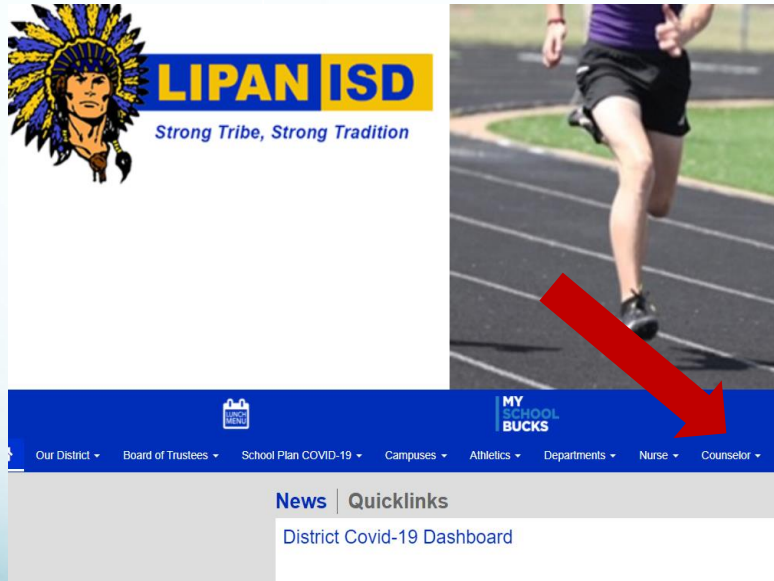 LIPAN ISD
Strong Tribe, Strong Tradition
LUNCH
MENU
MY
SCHOOL
BUCKS
Our District Board of Trustees School Plan COVID-19 Campuses Athletics Departments Nurse Counselor
News Quicklinks
District Covid-19 Dashboard